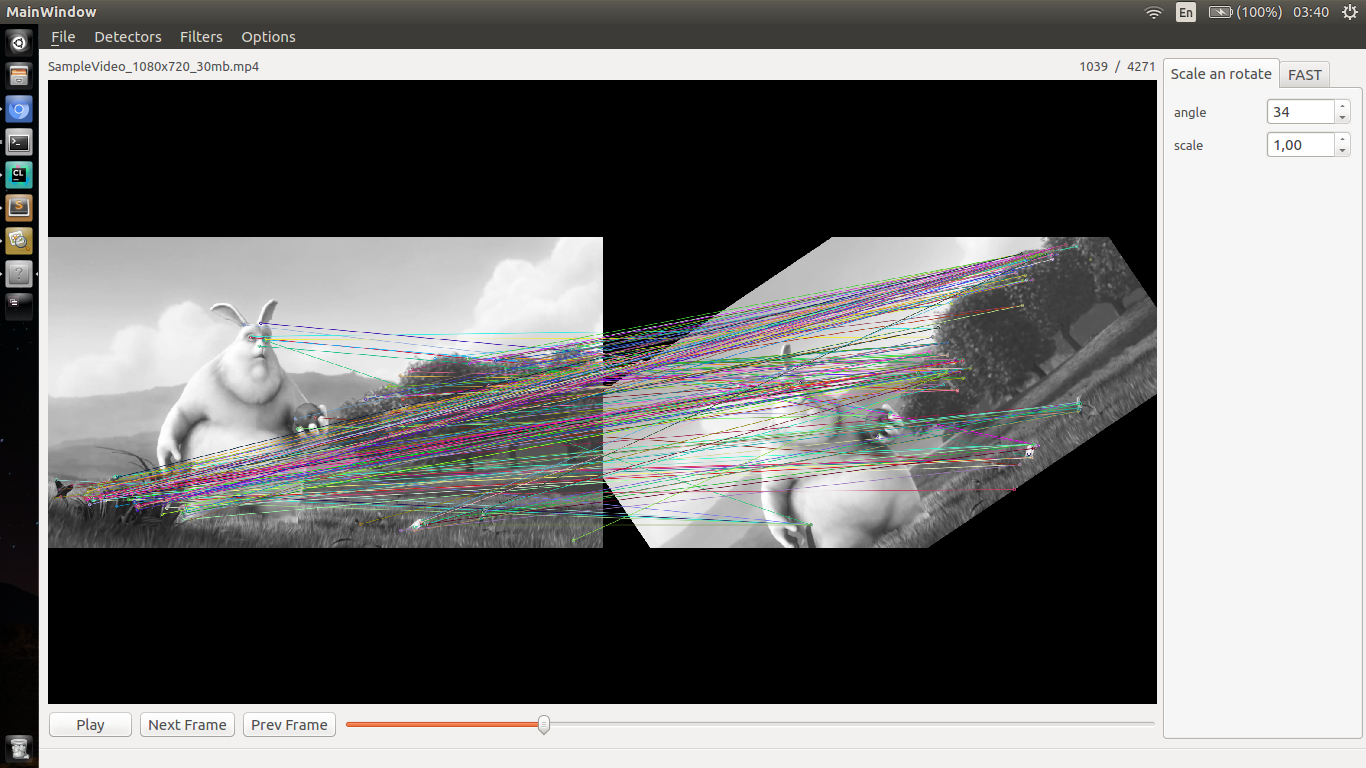 MainWindow
En (100%) 03:40
File Detectors Filters Options
SampleVideo_1080x720_30mb.mp4 1039 / 4271
Scale an rotate FAST
angle 34
scale 1,00
CL
S
?
Play Next Frame Prev Frame